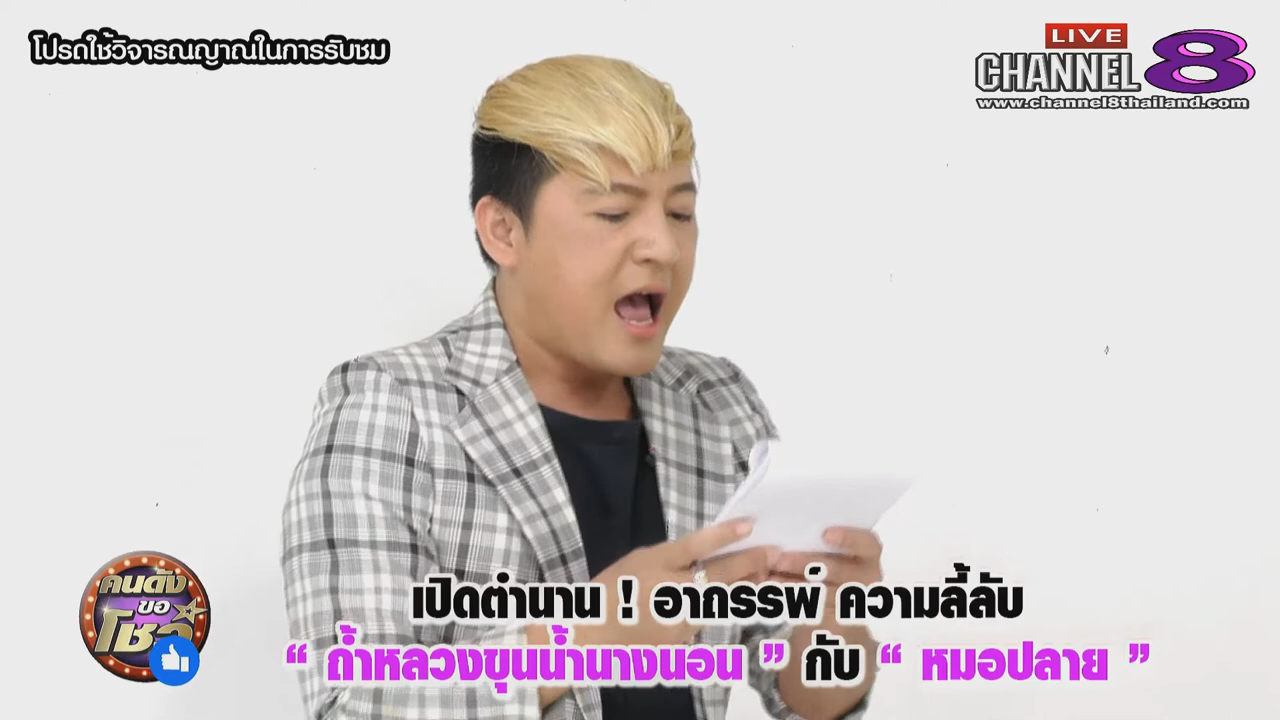 โปรดใช้วิจารณญาณในการรับชม
LIVE
CHANNEL 8
www.channel8thailand.com
คนดัง
ขอ
โชว์
เปิดตำนาน ! อาถรรพ์ ความลี้ลับ
“ ถ้ำหลวงขุนน้ำนางนอน ” กับ “ หมอปลาย ”